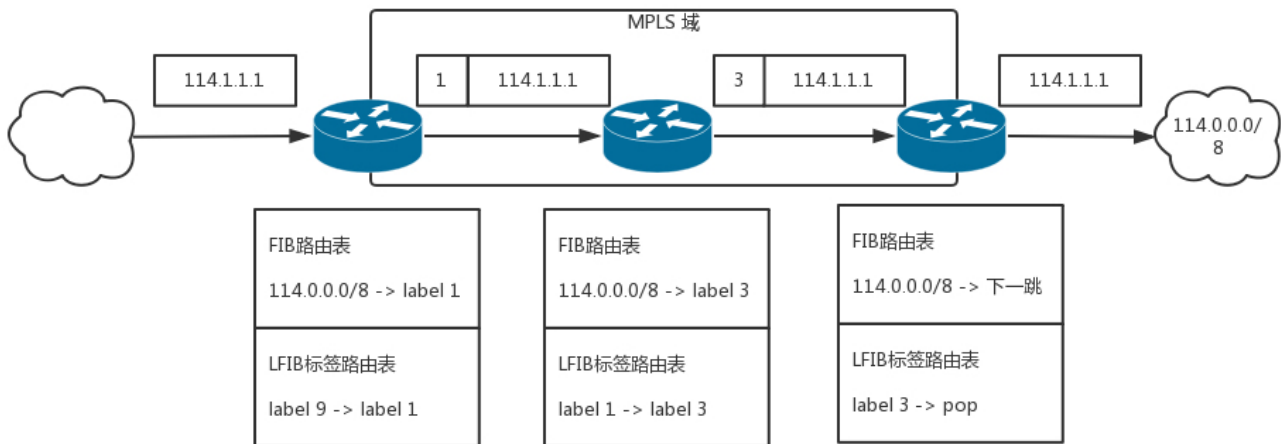 MPLS 域
114.1.1.1
1
114.1.1.1
3
114.1.1.1
114.1.1.1
114.0.0.0/
8
FIB路由表
114.0.0.0/8 -> label 1
LFIB标签路由表
label 9 -> label 1
FIB路由表
114.0.0.0/8 -> label 3
LFIB标签路由表
label 1 -> label 3
FIB路由表
114.0.0.0/8 -> 下一跳
LFIB标签路由表
label 3 -> pop